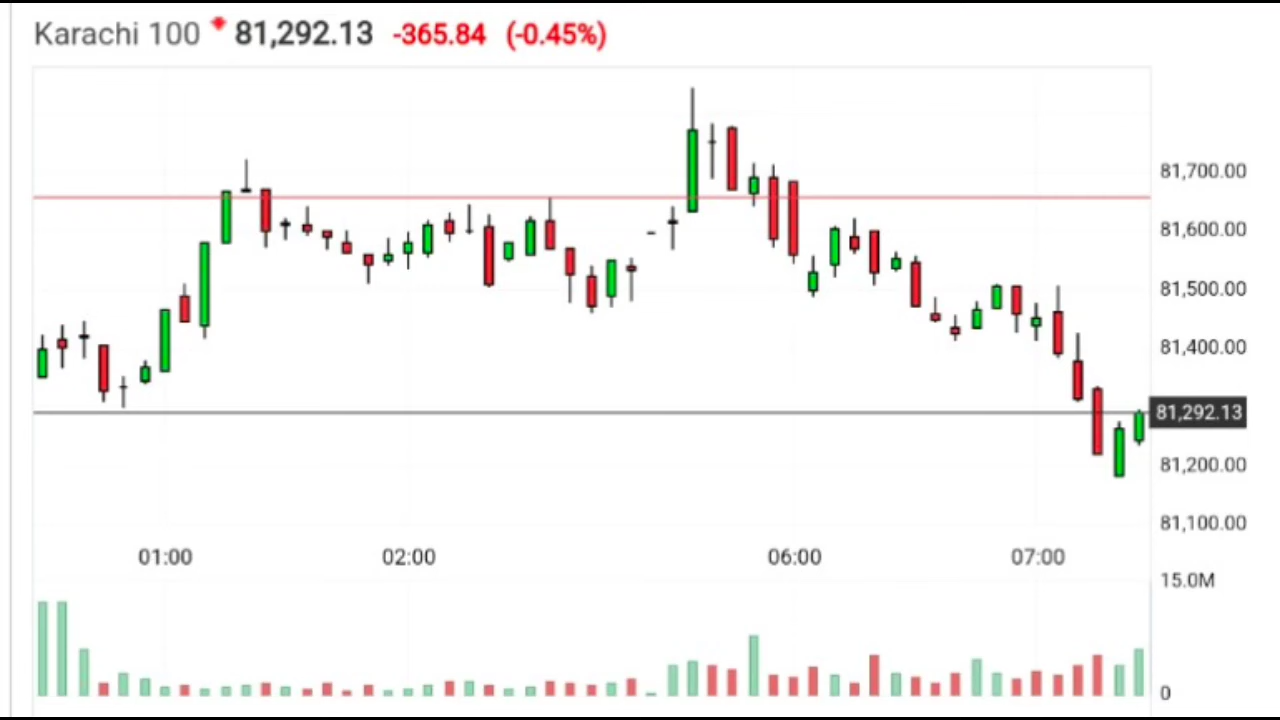 Karachi 100 81,292.13 -365.84 (-0.45%)
81,700.00
81,600.00
81,500.00
81,400.00
81,292.13
81,200.00
81,100.00
01:00 02:00 06:00 07:00
15.0M
0